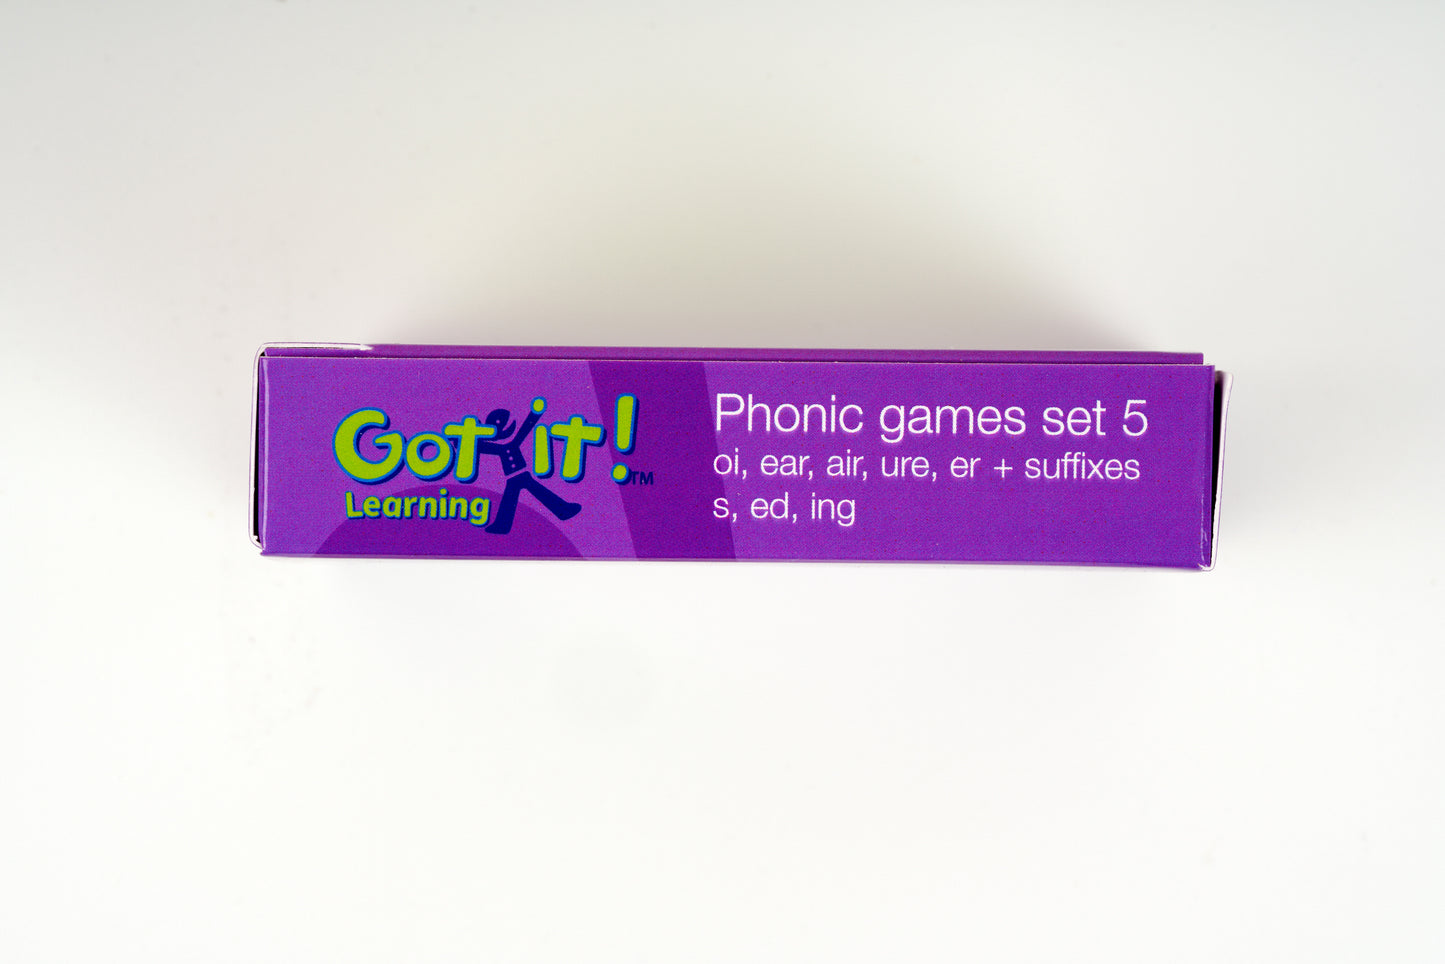 Got it!™
Learning
Phonic games set 5
oi, ear, air, ure, er + suffixes
s, ed, ing